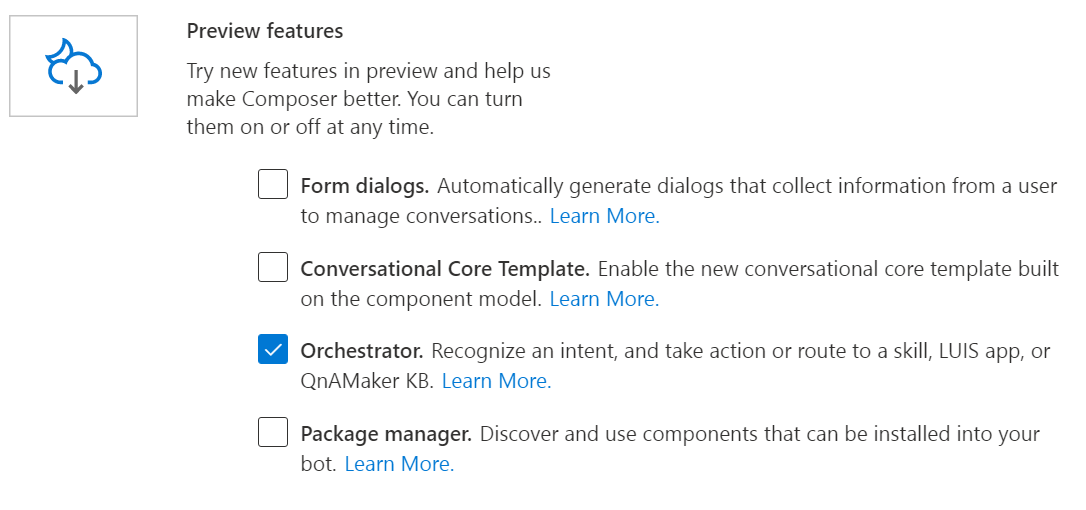 Preview features
Try new features in preview and help us
make Composer better. You can turn
them on or off at any time.
Form dialogs. Automatically generate dialogs that collect information from a user
to manage conversations.. Learn More.
Conversational Core Template. Enable the new conversational core template built
on the component model. Learn More.
Orchestrator. Recognize an intent, and take action or route to a skill, LUIS app, or
QnAMaker KB. Learn More.
Package manager. Discover and use components that can be installed into your
bot. Learn More.